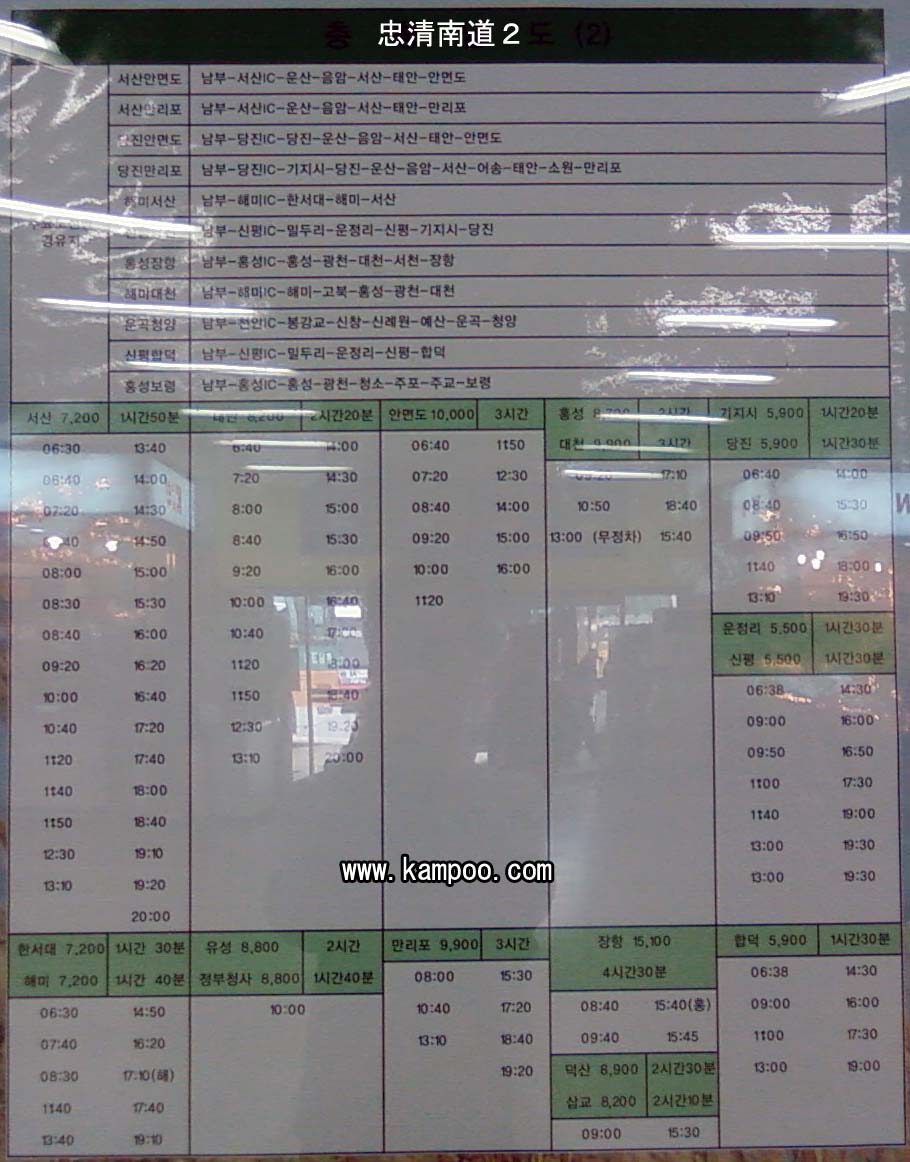 忠清南道２도 (2)
서산안면도 남부-서산IC-운산-음암-서산-태안-안면도
서산만리포 남부-서산IC-운산-음암-서산-태안-만리포
당진안면도 남부-당진IC-당진-운산-음암-서산-태안-안면도
당진만리포 남부-당진IC-기지시-당진-운산-음암-서산-어송-태안-소원-만리포
해미서산 남부-해미IC-한서대-해미-서산
남부-신평IC-밀두리-운정리-신평-기지시-당진
경유지
홍성장항 남부-홍성IC-홍성-광천-대천-서천-장항
해미대천 남부-해미IC-해미-고북-홍성-광천-대천
운곡청양 남부-천안IC-봉강교-신창-신례원-예산-운곡-청양
신평합덕 남부-신평IC-밀두리-운정리-신평-합덕
홍성보령 남부-홍성IC-홍성-광천-청소-주포-주교-보령
서산 7,200 1시간50분
06:30 13:40
06:40 14:00
07:20 14:30
14:50
08:00 15:00
08:30 15:30
08:40 16:00
09:20 16:20
10:00 16:40
10:40 17:20
11:20 17:40
11:40 18:00
11:50 18:40
12:30 19:10
13:10 19:20
20:00
태안 8,200 2시간20분
6:40 14:00
7:20 14:30
8:00 15:00
8:40 15:30
9:20 16:00
10:00 16:40
10:40
11:20 18:00
11:50 18:40
12:30 19:20
13:10 20:00
안면도 10,000 3시간
06:40 11:50
07:20 12:30
08:40 14:00
09:20 15:00
10:00 16:00
11:20
홍성 2시간
대천 9,900 3시간
17:10
10:50 18:40
13:00 (무정차) 15:40
기지시 5,900 1시간20분
당진 5,900 1시간30분
06:40 14:00
08:40 15:30
09:50 16:50
11:40 18:00
13:10 19:30
운정리 5,500 1시간30분
신평 5,500 1시간30분
06:38 14:30
09:00 16:00
09:50 16:50
11:00 17:30
11:40 19:00
13:00 19:30
13:00 19:30
www.kampoo.com
한서대 7,200 1시간 30분
해미 7,200 1시간 40분
06:30 14:50
07:40 16:20
08:30 17:10(해)
11:40 17:40
13:40 19:10
유성 8,800 2시간
정부청사 8,800 1시간40분
10:00
만리포 9,900 3시간
08:00 15:30
10:40 17:20
13:10 18:40
19:20
장항 15,100
4시간30분
08:40 15:40(홍)
09:40 15:45
덕산 8,900 2시간30분
삽교 8,200 2시간10분
09:00 15:30
합덕 5,900 1시간30분
06:38 14:30
09:00 16:00
11:00 17:30
13:00 19:00